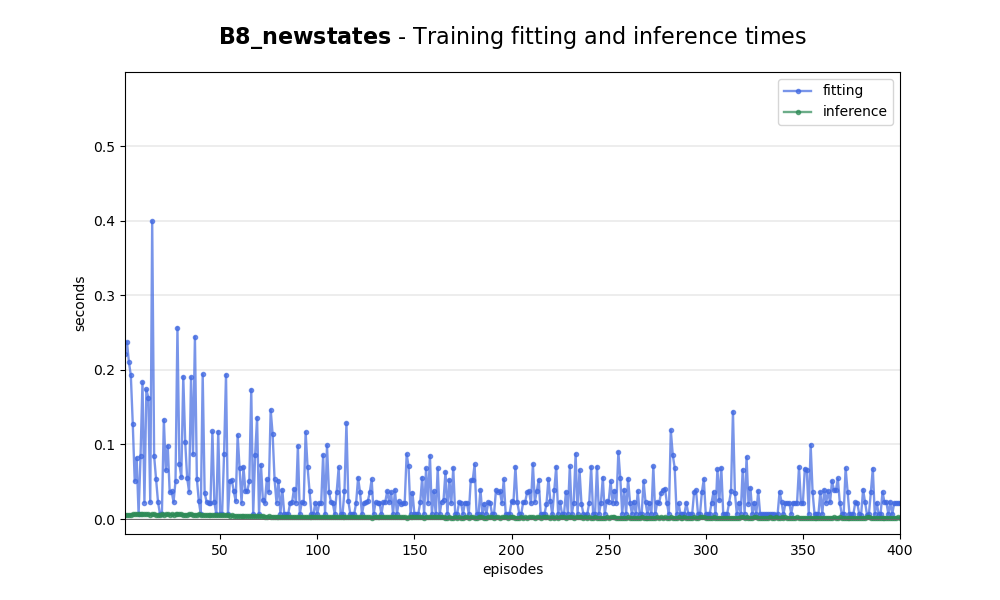 B8_newstates - Training fitting and inference times
fitting
inference
0.5
0.4
0.3
0.2
0.1
0.0
seconds
50 100 150 200 250 300 350 400
episodes